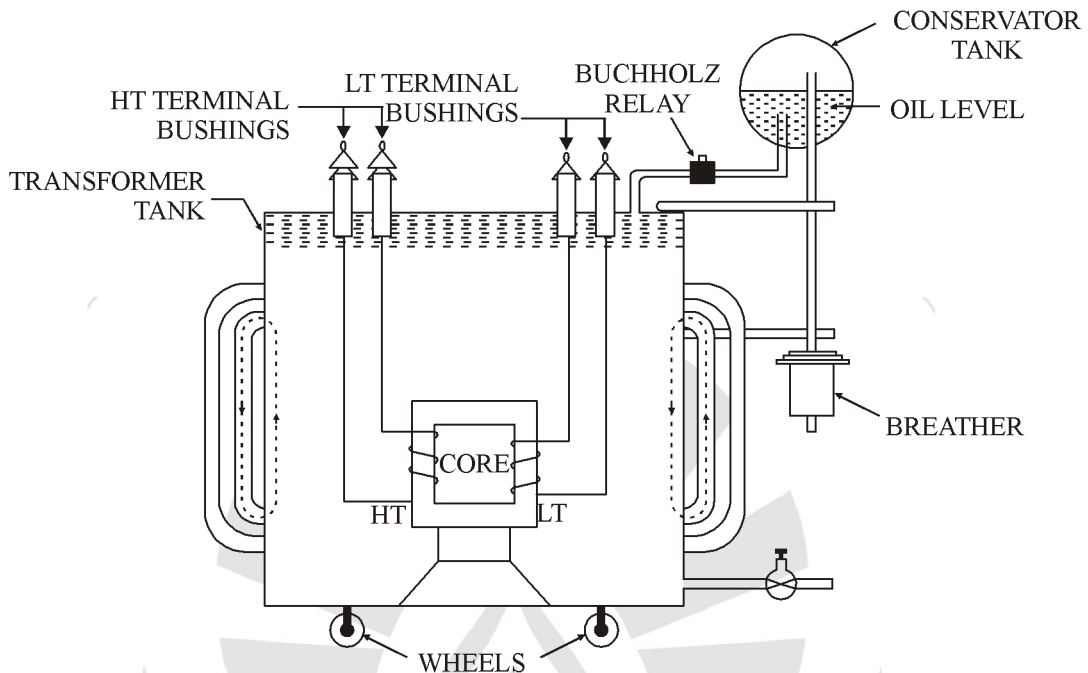 CONSERVATOR
TANK
LT TERMINAL
BUSHINGS
BUCHHOLZ
RELAY
HT TERMINAL
BUSHINGS
OIL LEVEL
TRANSFORMER
TANK
BREATHER
CORE
HT
LT
WHEELS